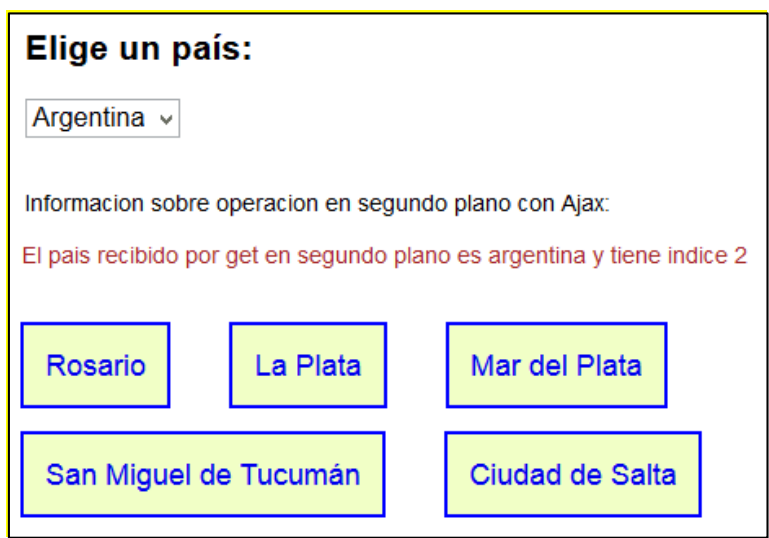 Elige un país:
Argentina
Informacion sobre operacion en segundo plano con Ajax:
El pais recibido por get en segundo plano es argentina y tiene indice 2
Rosario La Plata Mar del Plata
San Miguel de Tucumán Ciudad de Salta